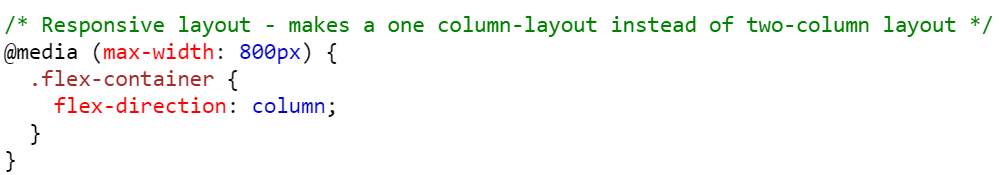 /* Responsive layout - makes a one column-layout instead of two-column layout */
@media (max-width: 800px) {
  .flex-container {
    flex-direction: column;
  }
}